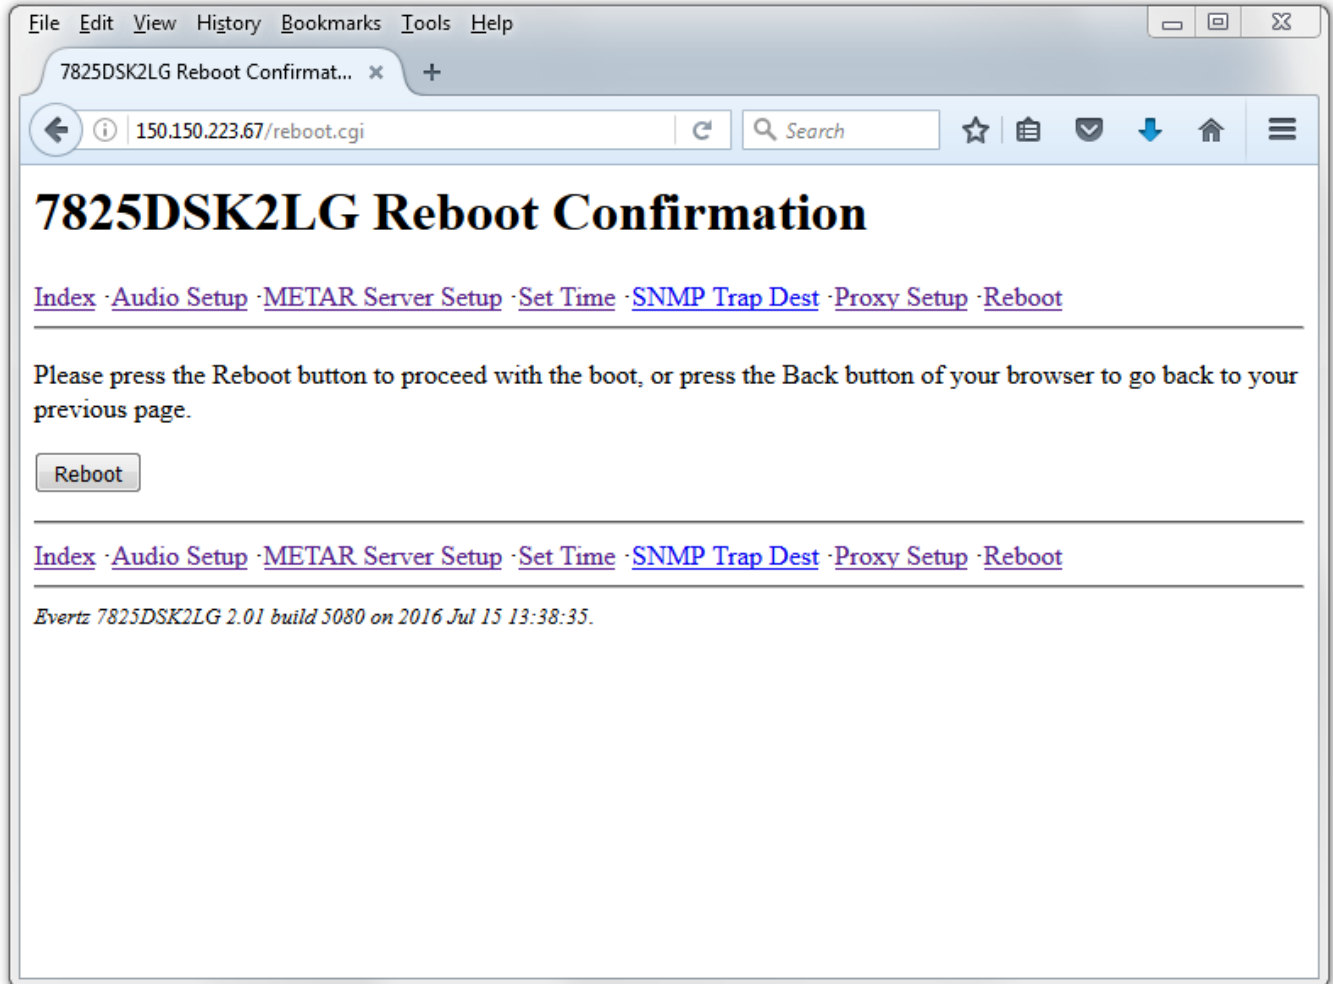 File Edit View History Bookmarks Tools Help
7825DSK2LG Reboot Confirmat...
150.150.223.67/reboot.cgi
Search
7825DSK2LG Reboot Confirmation
Index ·Audio Setup ·METAR Server Setup ·Set Time ·SNMP Trap Dest ·Proxy Setup ·Reboot
Please press the Reboot button to proceed with the boot, or press the Back button of your browser to go back to your
previous page.
Reboot
Index ·Audio Setup ·METAR Server Setup ·Set Time ·SNMP Trap Dest ·Proxy Setup ·Reboot
Evertz 7825DSK2LG 2.01 build 5080 on 2016 Jul 15 13:38:35.